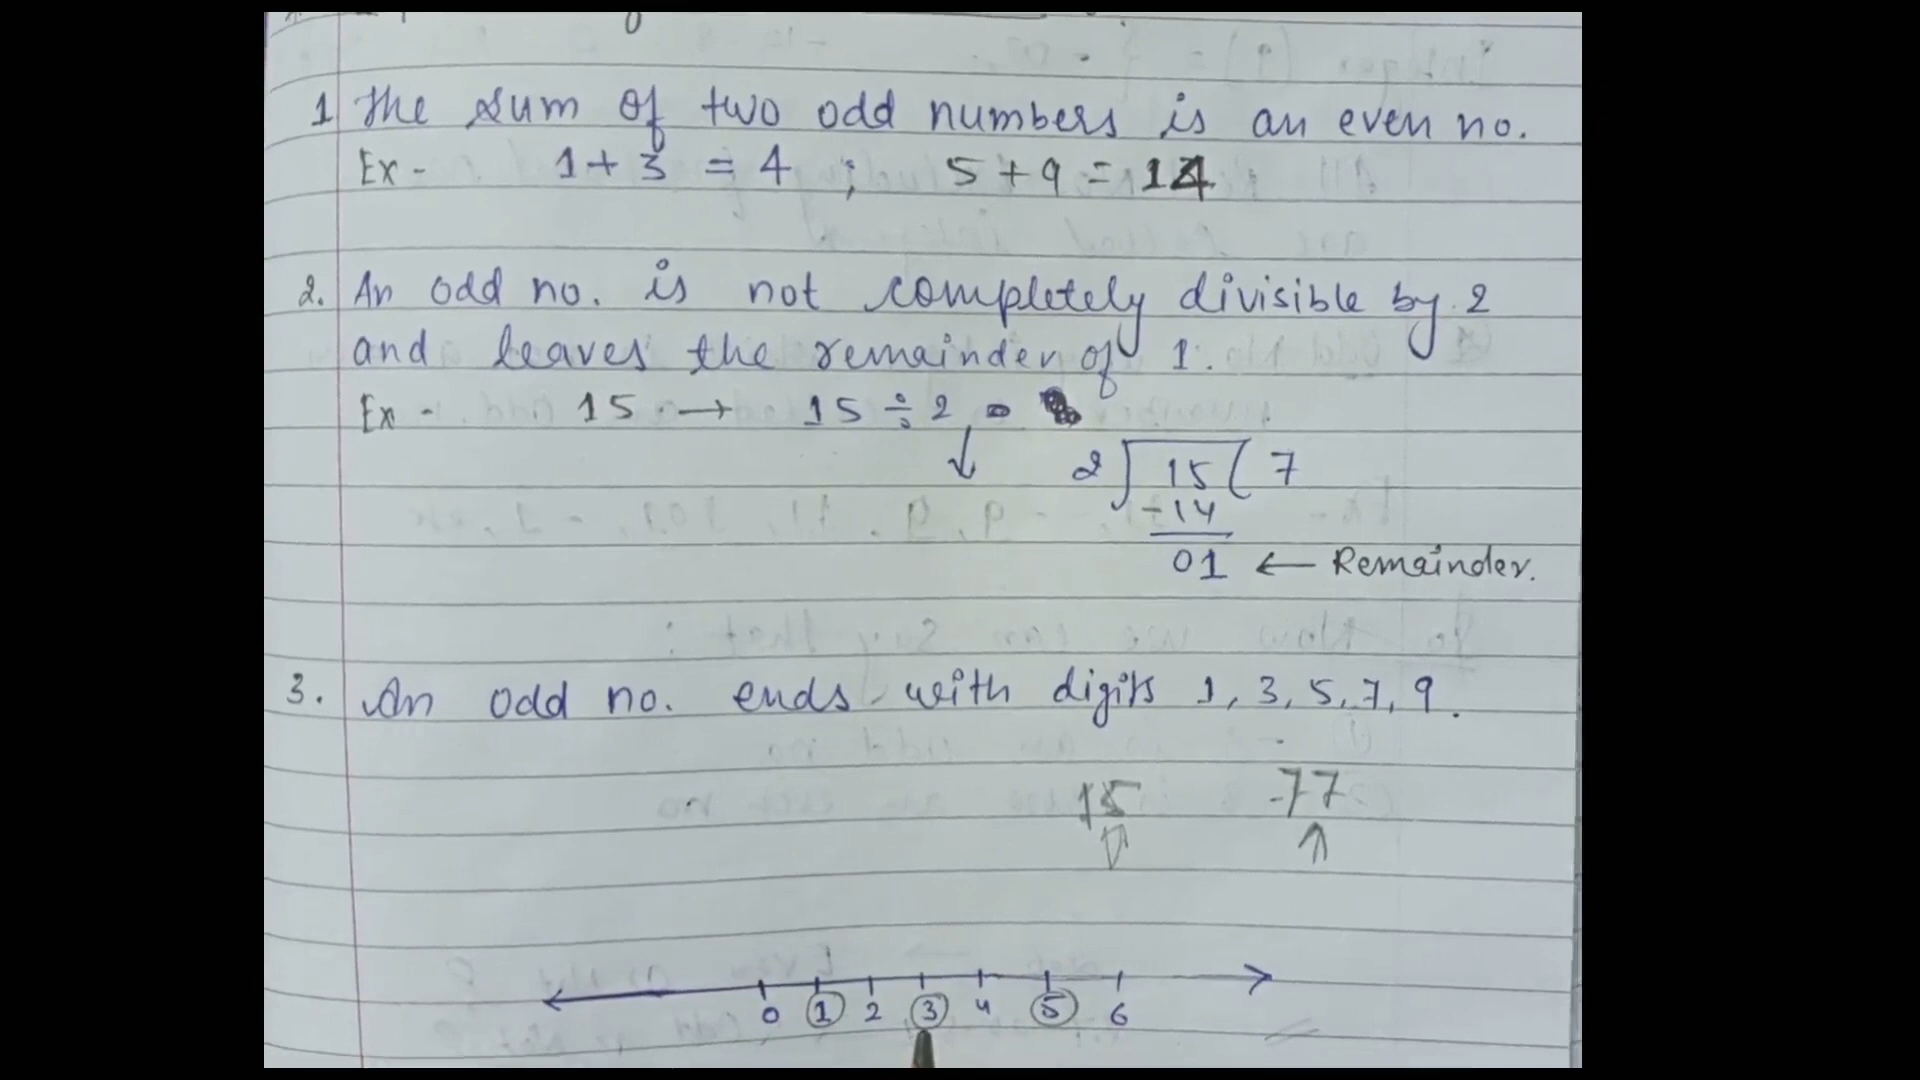 1 The sum of two odd numbers is an even no.
Ex - 1 + 3 = 4 ; 5 + 9 = 14
2. An odd no. is not completely divisible by 2
and leaves the remainder of 1.
Ex - 15 → 15 ÷ 2 =
↓ 2 ) 15 ( 7
-14
01 ← Remainder.
3. An odd no. ends with digits 1, 3, 5, 7, 9.
15 -77
0 1 2 3 4 5 6